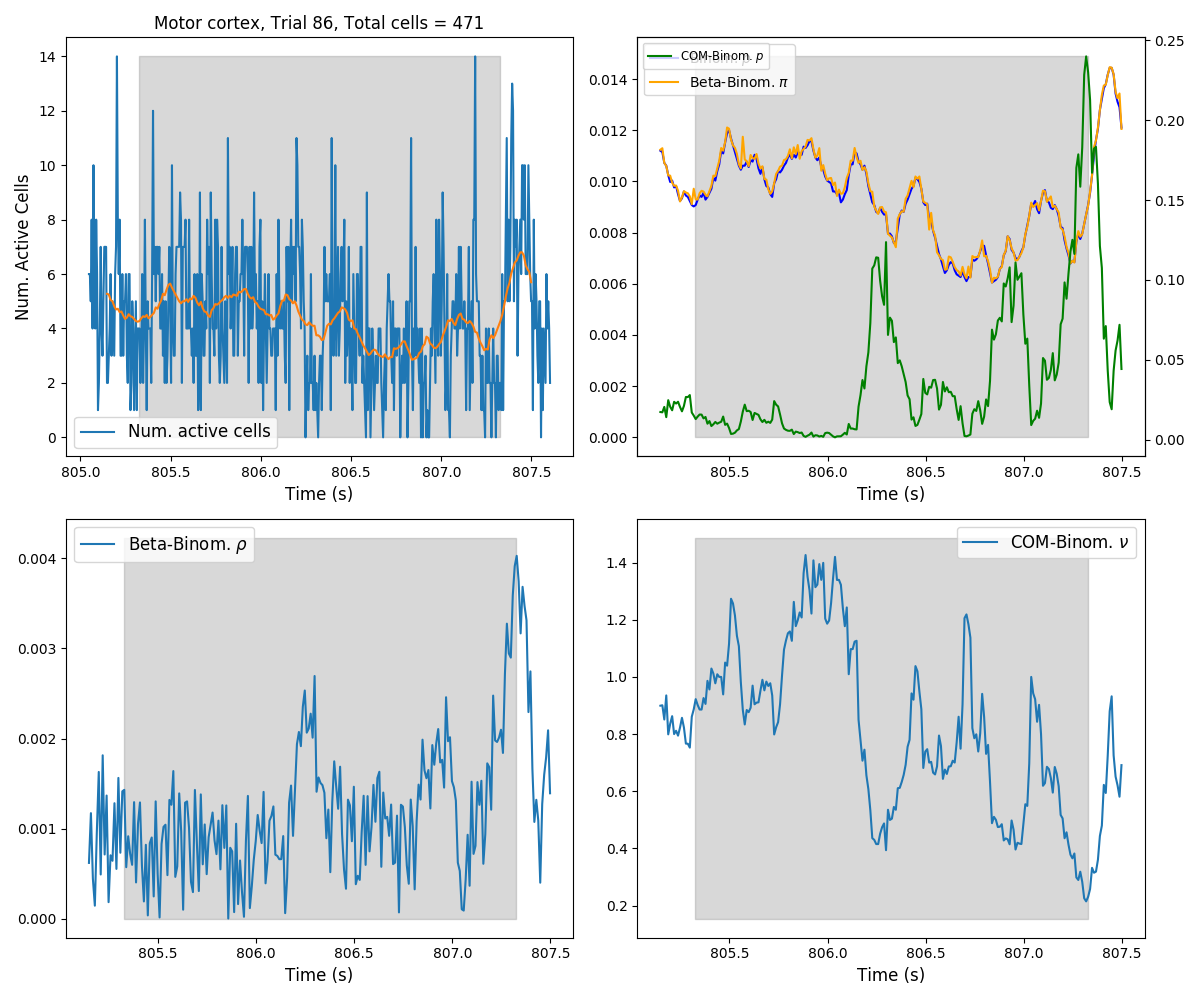 Motor cortex, Trial 86, Total cells = 471
Num. Active Cells
14
12
10
8
6
4
2
0
Num. active cells
805.0 805.5 806.0 806.5 807.0 807.5
Time (s)
COM-Binom. p
Beta-Binom. π
0.014
0.012
0.010
0.008
0.006
0.004
0.002
0.000
0.25
0.20
0.15
0.10
0.05
0.00
805.5 806.0 806.5 807.0 807.5
Time (s)
Beta-Binom. ρ
0.004
0.003
0.002
0.001
0.000
805.5 806.0 806.5 807.0 807.5
Time (s)
COM-Binom. ν
1.4
1.2
1.0
0.8
0.6
0.4
0.2
805.5 806.0 806.5 807.0 807.5
Time (s)